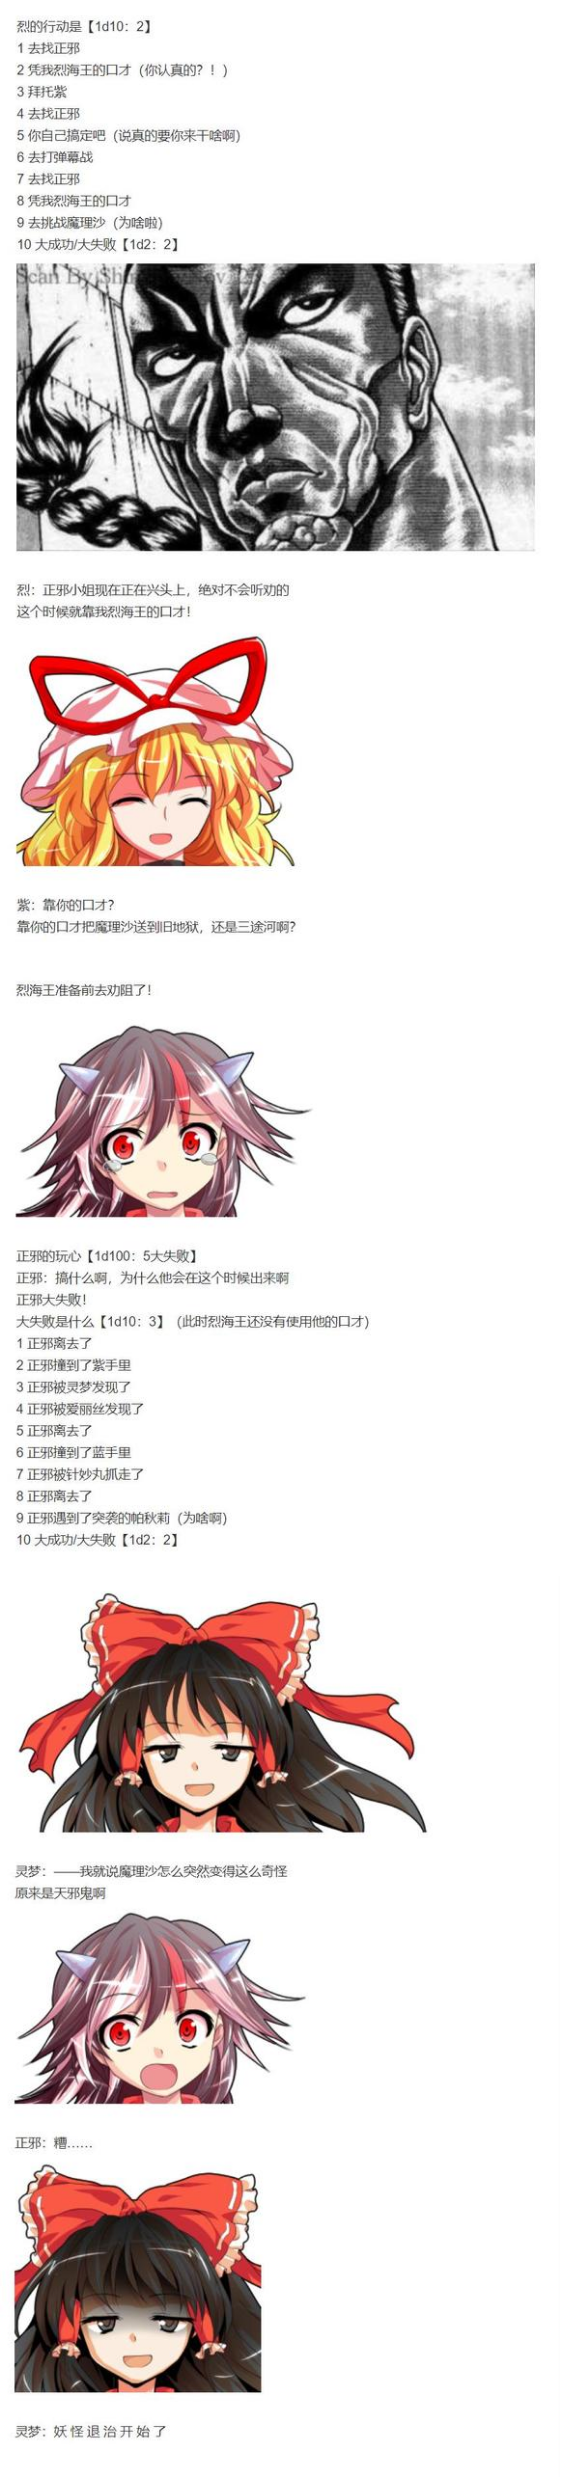 烈的行动是【1d10：2】
1 去找正邪
2 凭我烈海王的口才（你认真的？！）
3 拜托紫
4 去找正邪
5 你自己搞定吧（说真的要你来干啥啊）
6 去打弹幕战
7 去找正邪
8 凭我烈海王的口才
9 去挑战魔理沙（为啥啦）
10 大成功/大失败【1d2：2】
Scan By
烈：正邪小姐现在正在兴头上，绝对不会听劝的
这个时候就靠我烈海王的口才！
紫：靠你的口才？
靠你的口才把魔理沙送到旧地狱，还是三途河啊？
烈海王准备前去劝阻了！
正邪的玩心【1d100：5大失败】
正邪：搞什么啊，为什么他会在这个时候出来啊
正邪大失败！
大失败是什么【1d10：3】（此时烈海王还没有使用他的口才）
1 正邪离去了
2 正邪撞到了紫手里
3 正邪被灵梦发现了
4 正邪被爱丽丝发现了
5 正邪离去了
6 正邪撞到了蓝手里
7 正邪被针妙丸抓走了
8 正邪离去了
9 正邪遇到了突袭的帕秋莉（为啥啊）
10 大成功/大失败【1d2：2】
灵梦：——我就说魔理沙怎么突然变得这么奇怪
原来是天邪鬼啊
正邪：糟……
灵梦：妖 怪 退 治 开 始 了